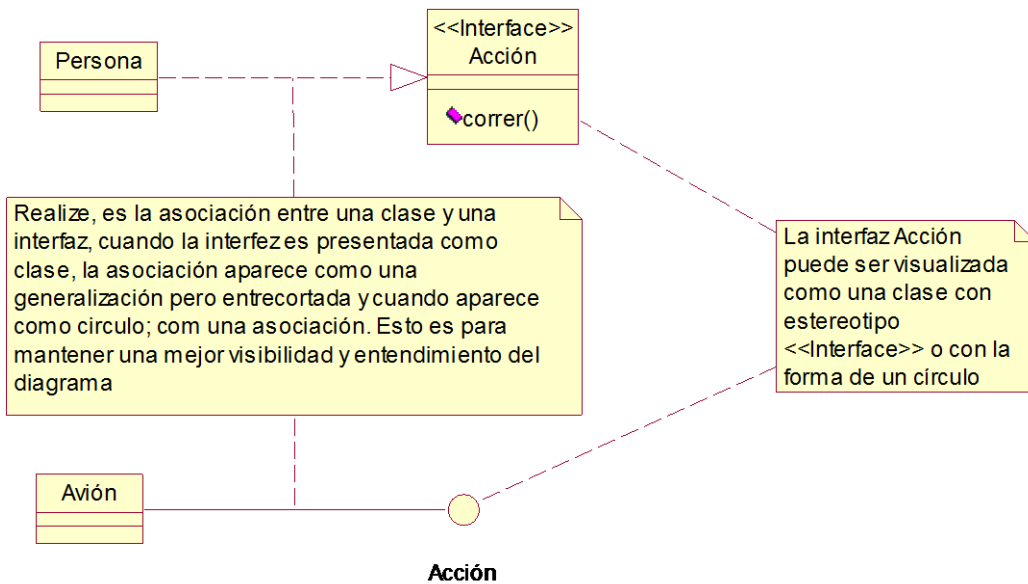 <<Interface>>
Acción
correr()
Persona
Realize, es la asociación entre una clase y una
interfaz, cuando la interfez es presentada como
clase, la asociación aparece como una
generalización pero entrecortada y cuando aparece
como circulo; com una asociación. Esto es para
mantener una mejor visibilidad y entendimiento del
diagrama
La interfaz Acción
puede ser visualizada
como una clase con
estereotipo
<<Interface>> o con la
forma de un círculo
Avión
Acción